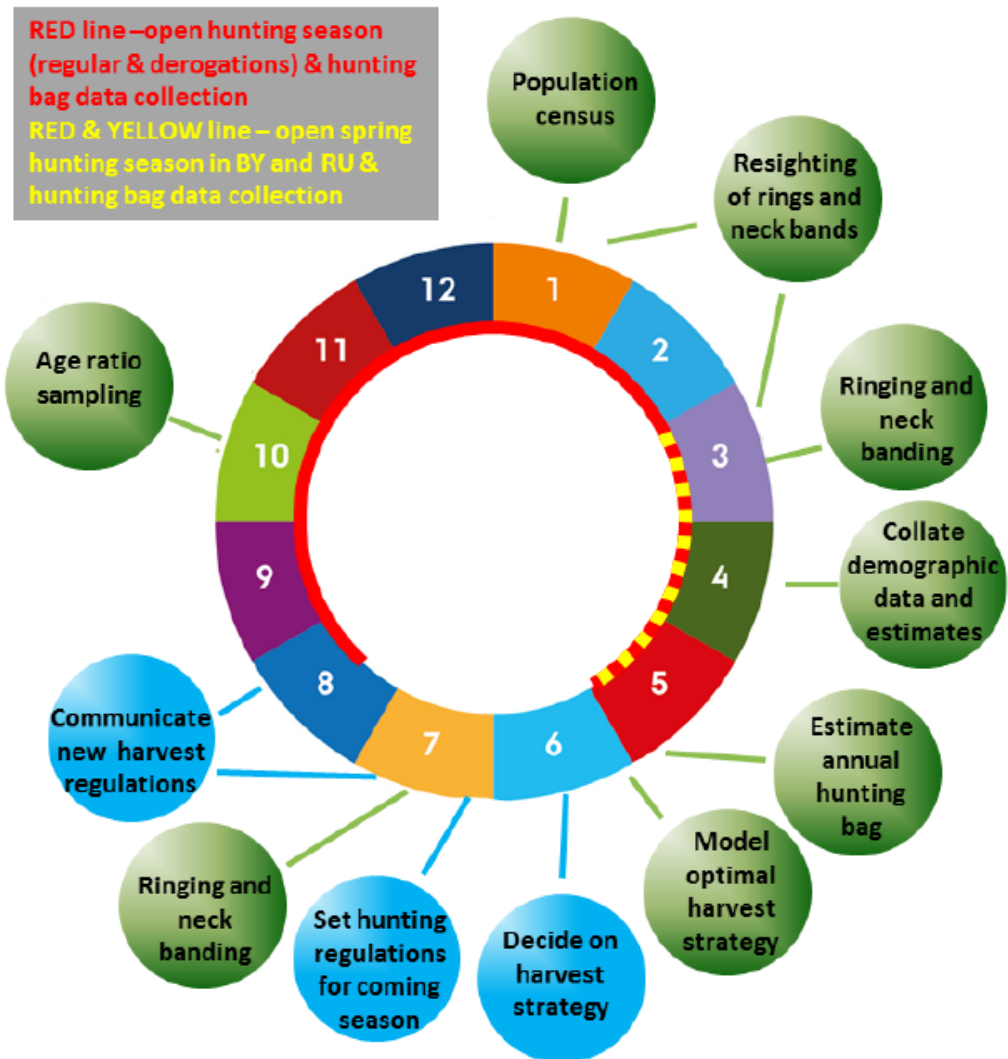 RED line –open hunting season
(regular & derogations) & hunting
bag data collection
RED & YELLOW line – open spring
hunting season in BY and RU &
hunting bag data collection
Population
census
Resighting
of rings and
neck bands
Ringing and
neck
banding
Collate
demographic
data and
estimates
Estimate
annual
hunting
bag
Model
optimal
harvest
strategy
Decide on
harvest
strategy
Set hunting
regulations
for coming
season
Ringing and
neck
banding
Communicate
new harvest
regulations
Age ratio
sampling
1
2
3
4
5
6
7
8
9
10
11
12